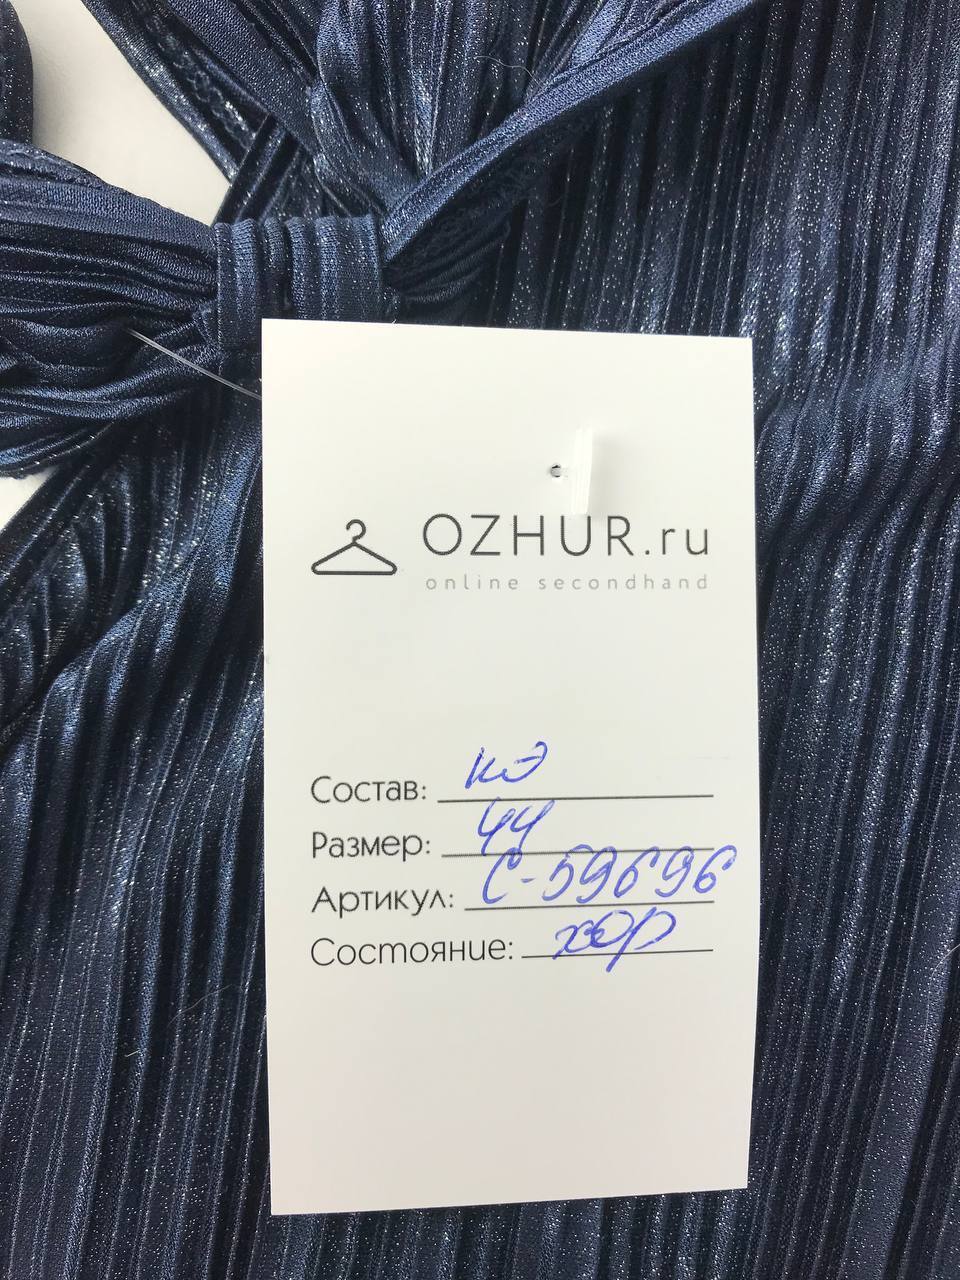 OZHUR.ru
online secondhand
Состав: кэ
Размер: 44
Артикул: С-59696
Состояние: хор